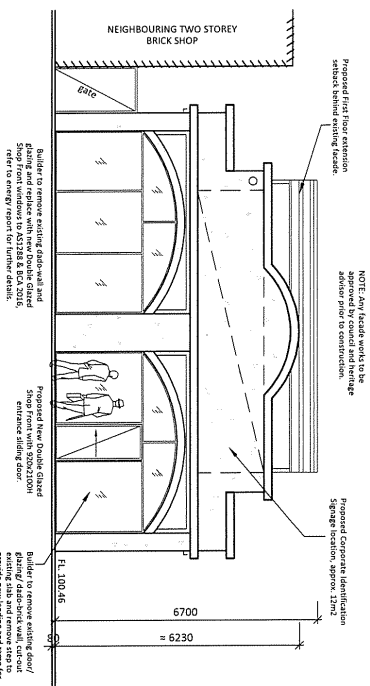 NEIGHBOURING TWO STOREY
BRICK SHOP
gate
Proposed First Floor extension
setback behind existing facade.
NOTE: Any facade works to be
approved by council and heritage
advisor prior to construction.
Proposed Corporate Identification
Signage location, approx. 12m2
Builder to remove existing dado-wall and
glazing and replace with new Double Glazed
Shop Front windows to AS1288 & BCA 2016,
refer to energy report for further details.
Proposed New Double Glazed
Shop Front with 920x2100H
entrance sliding door.
Builder to remove existing door/
glazing/ dado-brick wall, cut-out
existing slab and remove step to
FL. 100.46
6700
≈ 6230
80